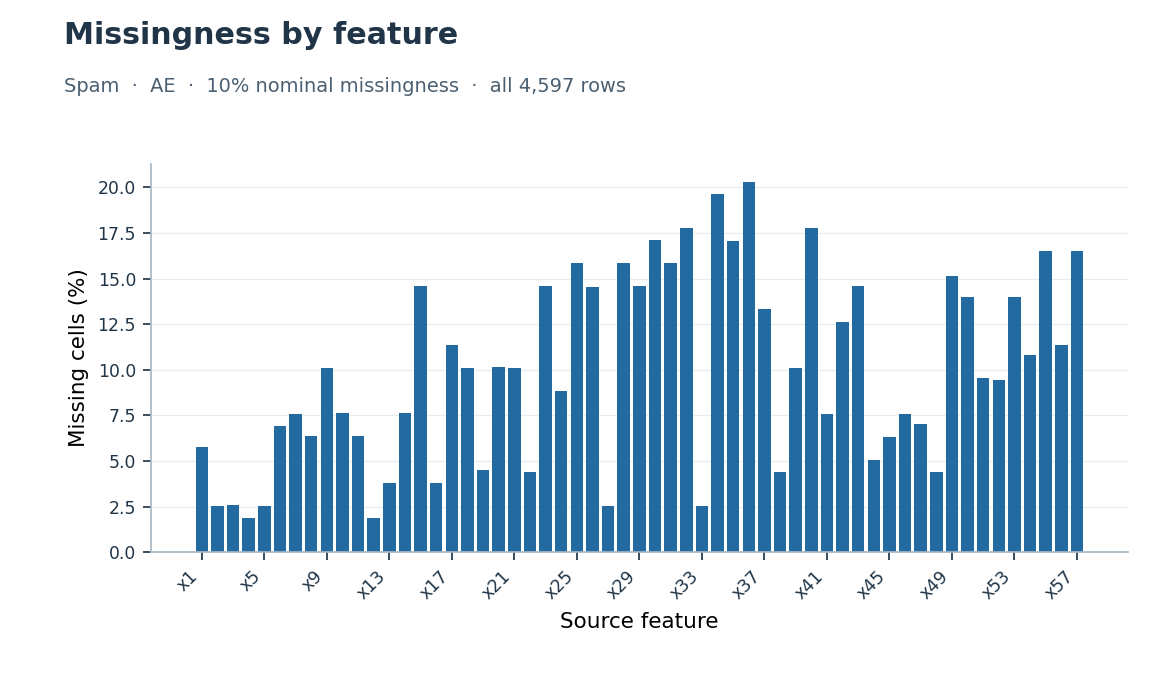 Missingness by feature
Spam · AE · 10% nominal missingness · all 4,597 rows
Missing cells (%)
20.0
17.5
15.0
12.5
10.0
7.5
5.0
2.5
0.0
x1 x5 x9 x13 x17 x21 x25 x29 x33 x37 x41 x45 x49 x53 x57
Source feature